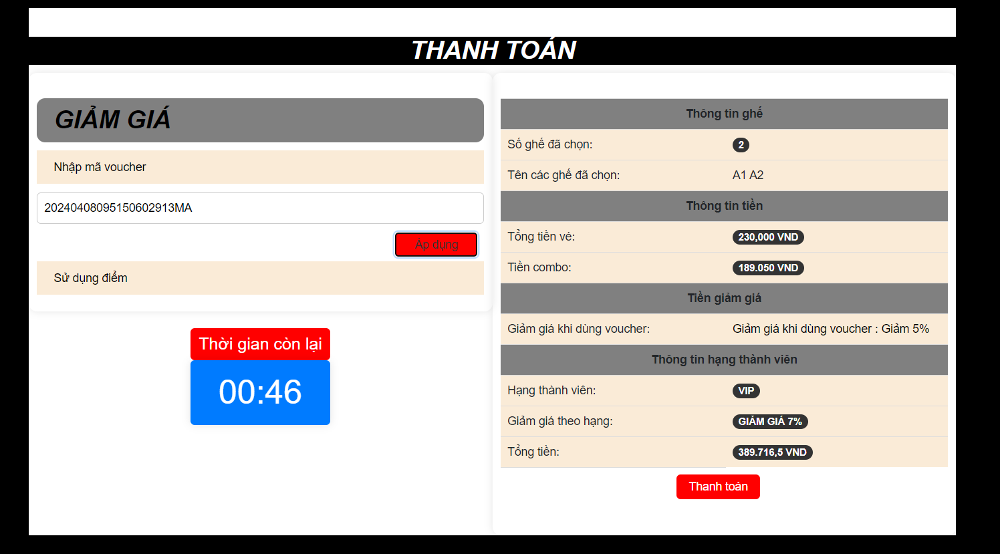 THANH TOÁN
GIẢM GIÁ
Nhập mã voucher
20240408095150602913MA
Áp dụng
Sử dụng điểm
Thời gian còn lại
00:46
Thông tin ghế
Số ghế đã chọn: 2
Tên các ghế đã chọn: A1 A2
Thông tin tiền
Tổng tiền vé: 230,000 VND
Tiền combo: 189.050 VND
Tiền giảm giá
Giảm giá khi dùng voucher: Giảm giá khi dùng voucher : Giảm 5%
Thông tin hạng thành viên
Hạng thành viên: VIP
Giảm giá theo hạng: GIẢM GIÁ 7%
Tổng tiền: 389.716,5 VND
Thanh toán